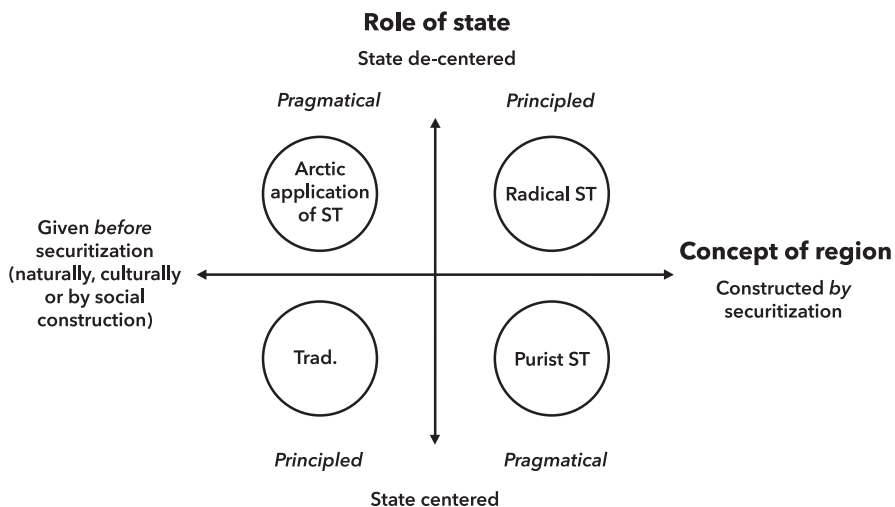 Role of state
State de-centered
Pragmatical
Principled
Arctic
application
of ST
Radical ST
Given before
securitization
(naturally, culturally
or by social
construction)
Concept of region
Constructed by
securitization
Trad.
Purist ST
Principled
Pragmatical
State centered